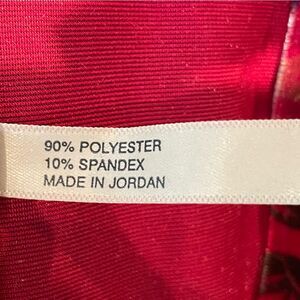 90% POLYESTER
10% SPANDEX
MADE IN JORDAN